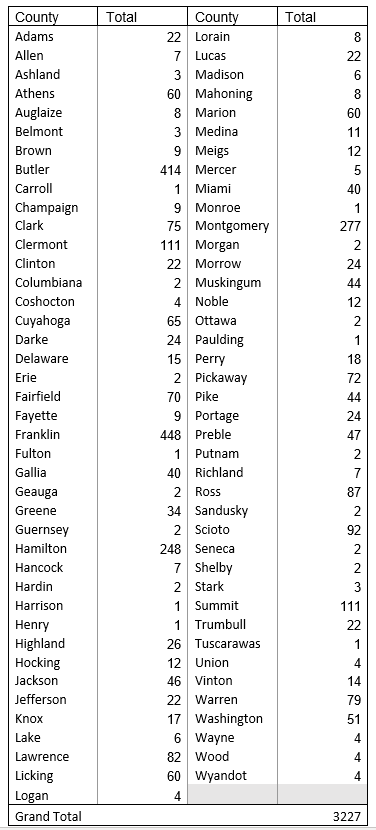 County Total County Total
Adams 22 Lorain 8
Allen 7 Lucas 22
Ashland 3 Madison 6
Athens 60 Mahoning 8
Auglaize 8 Marion 60
Belmont 3 Medina 11
Brown 9 Meigs 12
Butler 414 Mercer 5
Carroll 1 Miami 40
Champaign 9 Monroe 1
Clark 75 Montgomery 277
Clermont 111 Morgan 2
Clinton 22 Morrow 24
Columbiana 2 Muskingum 44
Coshocton 4 Noble 12
Cuyahoga 65 Ottawa 2
Darke 24 Paulding 1
Delaware 15 Perry 18
Erie 2 Pickaway 72
Fairfield 70 Pike 44
Fayette 9 Portage 24
Franklin 448 Preble 47
Fulton 1 Putnam 2
Gallia 40 Richland 7
Geauga 2 Ross 87
Greene 34 Sandusky 2
Guernsey 2 Scioto 92
Hamilton 248 Seneca 2
Hancock 7 Shelby 2
Hardin 2 Stark 3
Harrison 1 Summit 111
Henry 1 Trumbull 22
Highland 26 Tuscarawas 1
Hocking 12 Union 4
Jackson 46 Vinton 14
Jefferson 22 Warren 79
Knox 17 Washington 51
Lake 6 Wayne 4
Lawrence 82 Wood 4
Licking 60 Wyandot 4
Logan 4
Grand Total 3227